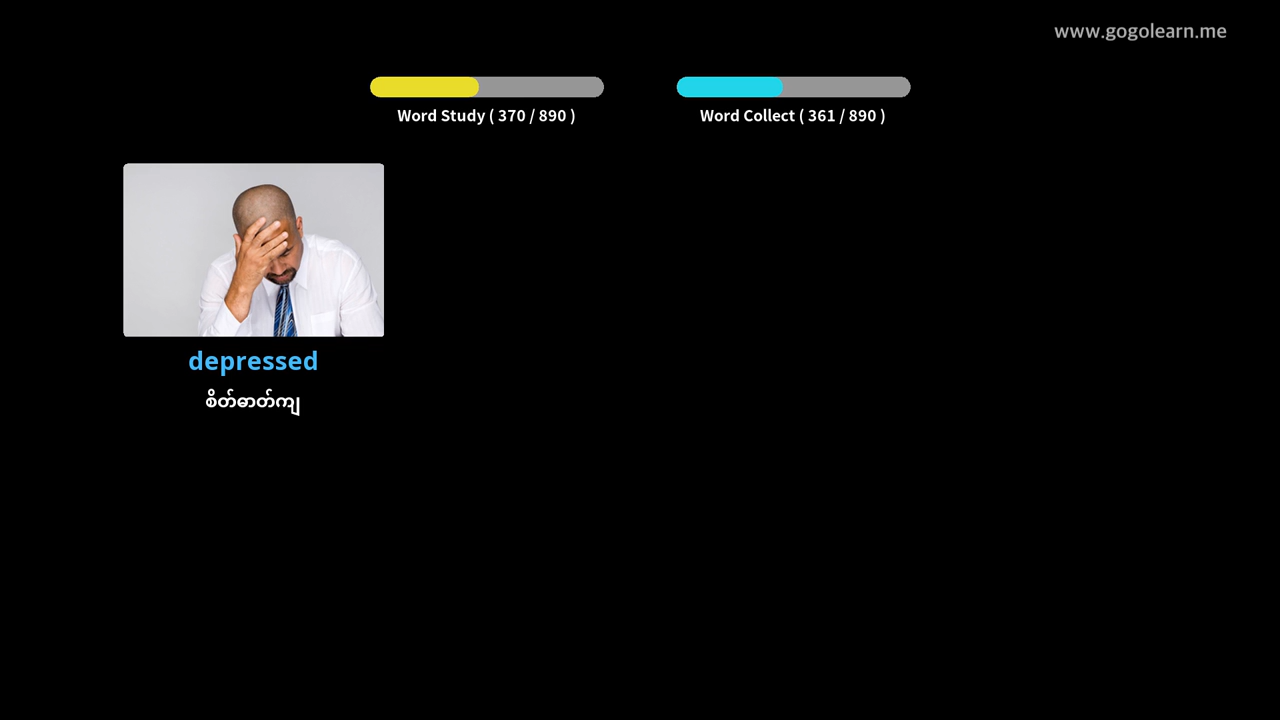 www.gogolearn.me
Word Study ( 370 / 890 )
Word Collect ( 361 / 890 )
depressed
စိတ်ဓာတ်ကျ